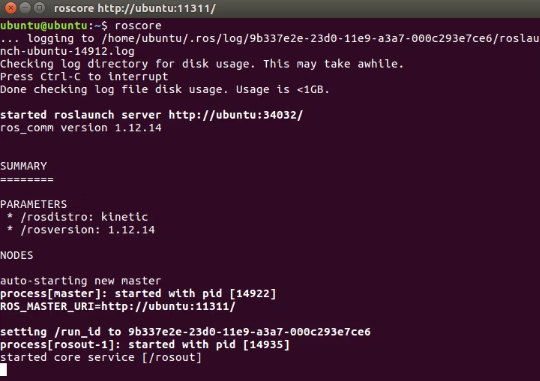 roscore http://ubuntu:11311/
ubuntu@ubuntu:~$ roscore
... logging to /home/ubuntu/.ros/log/9b337e2e-23d0-11e9-a3a7-000c293e7ce6/roslau
nch-ubuntu-14912.log
Checking log directory for disk usage. This may take awhile.
Press Ctrl-C to interrupt
Done checking log file disk usage. Usage is <1GB.
started roslaunch server http://ubuntu:34032/
ros_comm version 1.12.14
SUMMARY
========
PARAMETERS
* /rosdistro: kinetic
* /rosversion: 1.12.14
NODES
auto-starting new master
process[master]: started with pid [14922]
ROS_MASTER_URI=http://ubuntu:11311/
setting /run_id to 9b337e2e-23d0-11e9-a3a7-000c293e7ce6
process[rosout-1]: started with pid [14935]
started core service [/rosout]